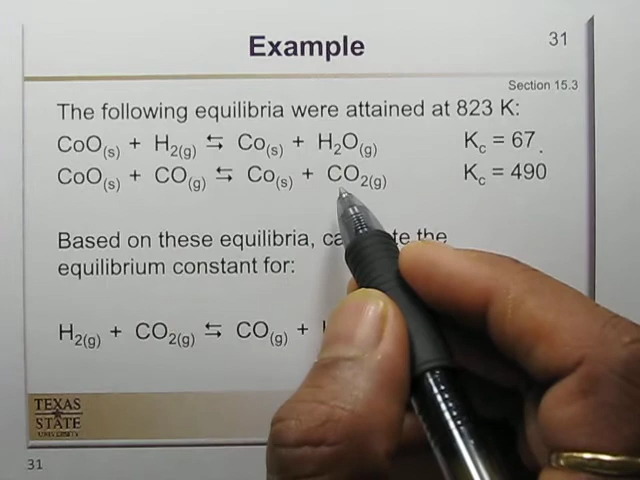 Example
31
Section 15.3
The following equilibria were attained at 823 K:
CoO(s) + H2(g) ⇆ Co(s) + H2O(g) Kc = 67.
CoO(s) + CO(g) ⇆ Co(s) + CO2(g) Kc = 490
Based on these equilibria, ca te the
equilibrium constant for:
H2(g) + CO2(g) ⇆ CO(g) +
TEXAS
STATE
UNIVERSITY
31